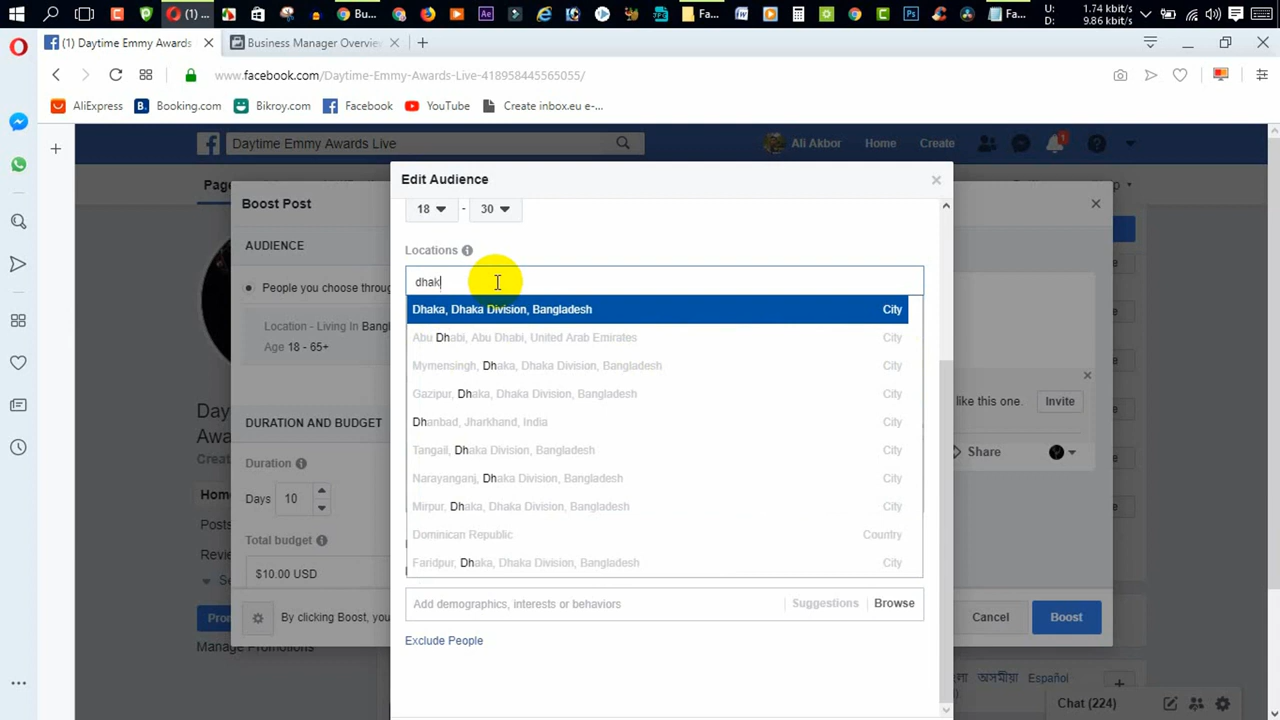 Bu...
Fa...
Fa...
U: 1.74 kbit/s
D: 9.86 kbit/s
(1) Daytime Emmy Awards
Business Manager Overvie
www.facebook.com/Daytime-Emmy-Awards-Live-418958445565055/
AliExpress
Booking.com
Bikroy.com
Facebook
YouTube
Create inbox.eu e-...
Daytime Emmy Awards Live
Ali Akbor
Home
Create
1
Edit Audience
Boost Post
AUDIENCE
People you choose throu
Location - Living In Bangl
Age 18 - 65+
DURATION AND BUDGET
Duration
Days 10
Total budget
$10.00 USD
By clicking Boost, you
18 - 30
Locations
dhak
Dhaka, Dhaka Division, Bangladesh City
Abu Dhabi, Abu Dhabi, United Arab Emirates City
Mymensingh, Dhaka, Dhaka Division, Bangladesh City
Gazipur, Dhaka, Dhaka Division, Bangladesh City
Dhanbad, Jharkhand, India City
Tangail, Dhaka Division, Bangladesh City
Narayanganj, Dhaka Division, Bangladesh City
Mirpur, Dhaka, Dhaka Division, Bangladesh City
Dominican Republic Country
Faridpur, Dhaka, Dhaka Division, Bangladesh City
Add demographics, interests or behaviors
Suggestions
Browse
Exclude People
like this one.
Invite
Share
Cancel
Boost
Posts
Manage Promotions
অসমীয়া
Español
Chat (224)